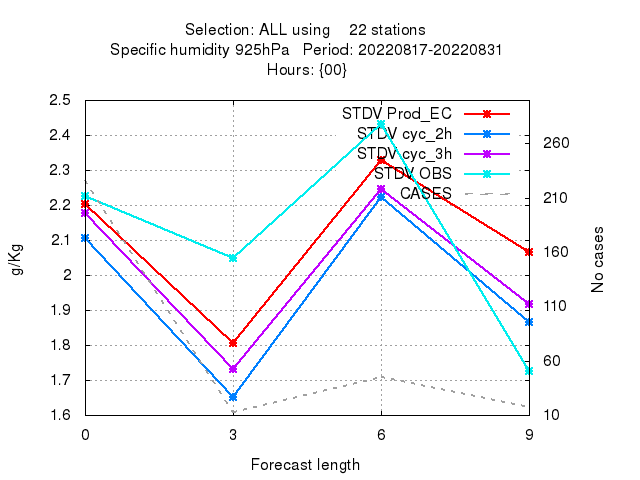 Selection: ALL using    22 stations
Specific humidity 925hPa   Period: 20220817-20220831
Hours: {00}
STDV Prod_EC
STDV cyc_2h
STDV cyc_3h
STDV OBS
CASES
2.5
2.4
2.3
2.2
2.1
2
1.9
1.8
1.7
1.6
g/Kg
260
210
160
110
60
10
No cases
0 3 6 9
Forecast length